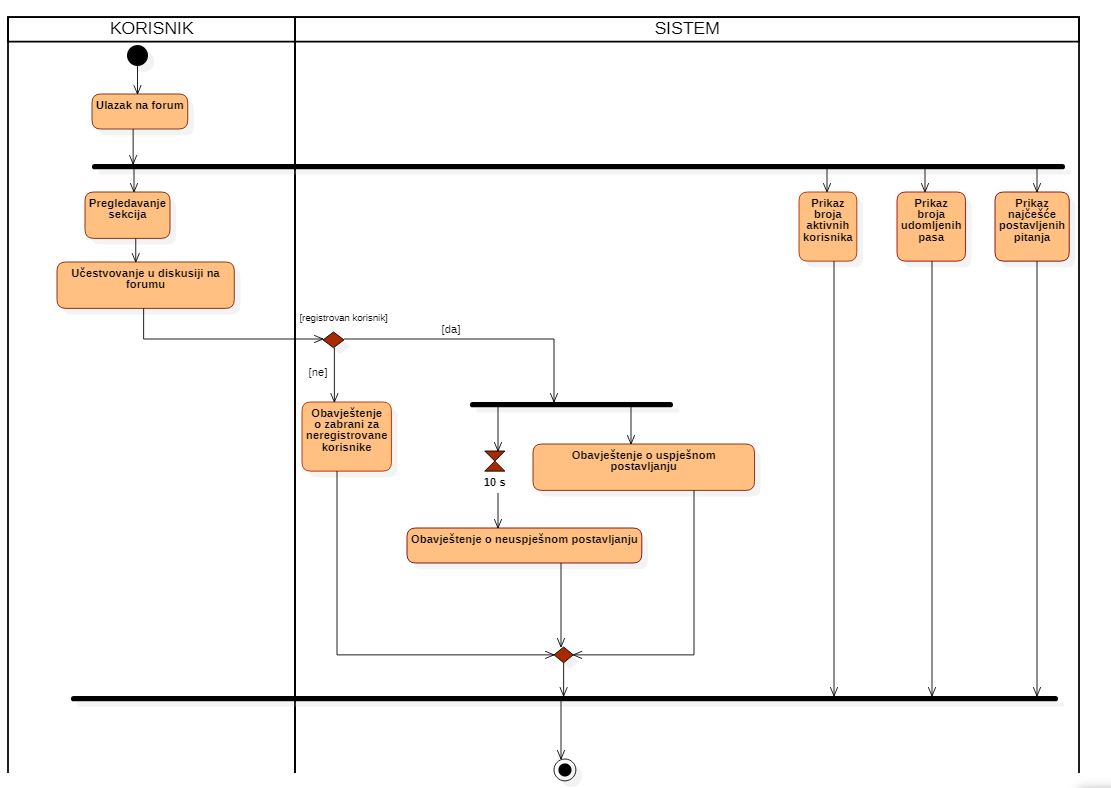 KORISNIK
SISTEM
Ulazak na forum
Pregledavanje
sekcija
Prikaz
broja
aktivnih
korisnika
Prikaz
broja
udomljenih
pasa
Prikaz
najčešće
postavljenih
pitanja
Učestvovanje u diskusiji na
forumu
[registrovan korisnik]
[da]
[ne]
Obavještenje
o zabrani za
neregistrovane
korisnike
Obavještenje o uspješnom
postavljanju
10 s
Obavještenje o neuspješnom postavljanju